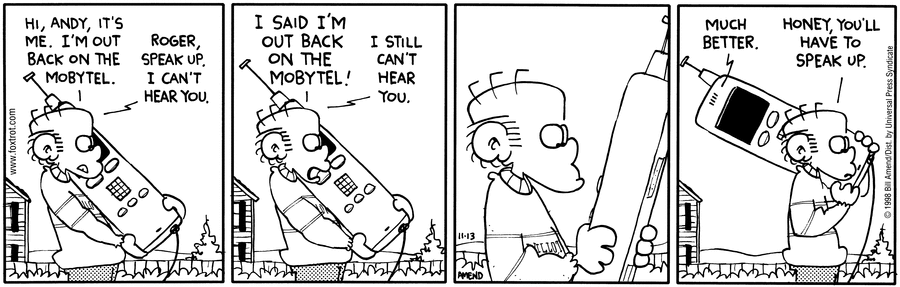 HI, ANDY, IT'S
ME. I'M OUT
BACK ON THE
MOBYTEL.
ROGER,
SPEAK UP.
I CAN'T
HEAR YOU.
www.foxtrot.com
I SAID I'M
OUT BACK
ON THE
MOBYTEL!
I STILL
CAN'T
HEAR
YOU.
11-13
AMEND
MUCH
BETTER.
HONEY, YOU'LL
HAVE TO
SPEAK UP.
© 1998 Bill Amend/Dist. by Universal Press Syndicate